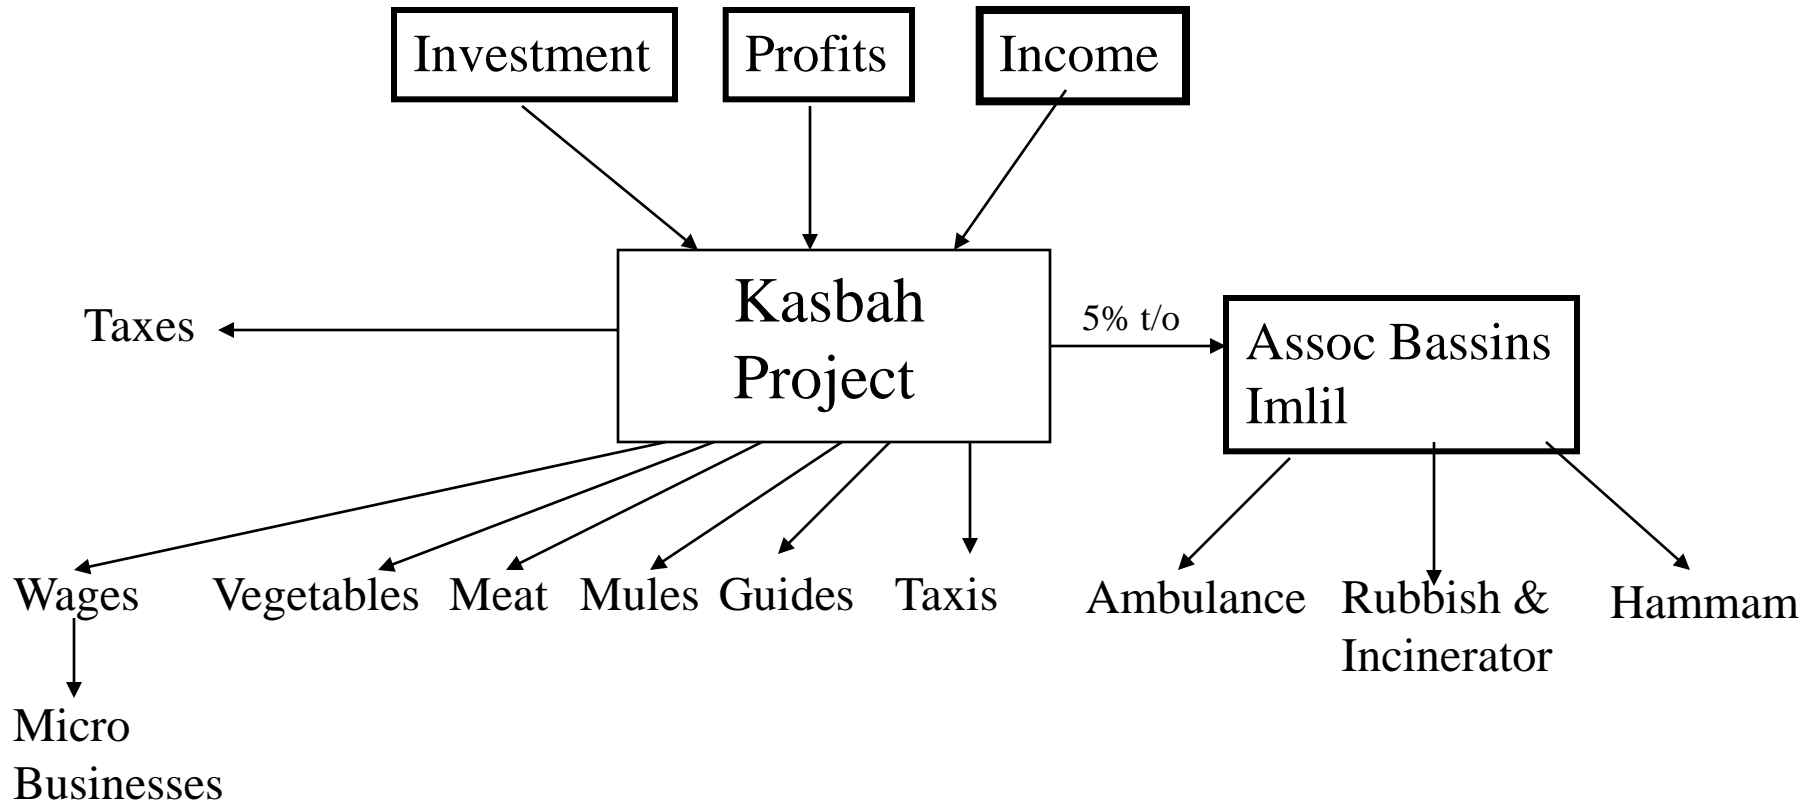 Investment
Profits
Income
Kasbah
Project
Taxes
5% t/o
Assoc Bassins
Imlil
Wages
Vegetables
Meat
Mules
Guides
Taxis
Ambulance
Rubbish &
Incinerator
Hammam
Micro
Businesses